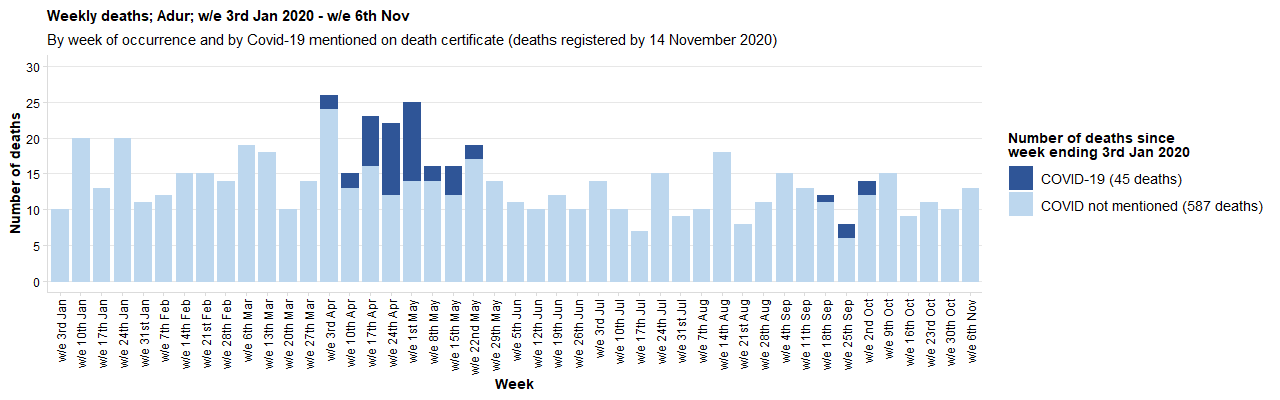 Weekly deaths; Adur; w/e 3rd Jan 2020 - w/e 6th Nov
By week of occurrence and by Covid-19 mentioned on death certificate (deaths registered by 14 November 2020)
Number of deaths
30
25
20
15
10
5
0
w/e 3rd Jan
w/e 10th Jan
w/e 17th Jan
w/e 24th Jan
w/e 31st Jan
w/e 7th Feb
w/e 14th Feb
w/e 21st Feb
w/e 28th Feb
w/e 6th Mar
w/e 13th Mar
w/e 20th Mar
w/e 27th Mar
w/e 3rd Apr
w/e 10th Apr
w/e 17th Apr
w/e 24th Apr
w/e 1st May
w/e 8th May
w/e 15th May
w/e 22nd May
w/e 29th May
w/e 5th Jun
w/e 12th Jun
w/e 19th Jun
w/e 26th Jun
w/e 3rd Jul
w/e 10th Jul
w/e 17th Jul
w/e 24th Jul
w/e 31st Jul
w/e 7th Aug
w/e 14th Aug
w/e 21st Aug
w/e 28th Aug
w/e 4th Sep
w/e 11th Sep
w/e 18th Sep
w/e 25th Sep
w/e 2nd Oct
w/e 9th Oct
w/e 16th Oct
w/e 23rd Oct
w/e 30th Oct
w/e 6th Nov
Week
Number of deaths since
week ending 3rd Jan 2020
COVID-19 (45 deaths)
COVID not mentioned (587 deaths)